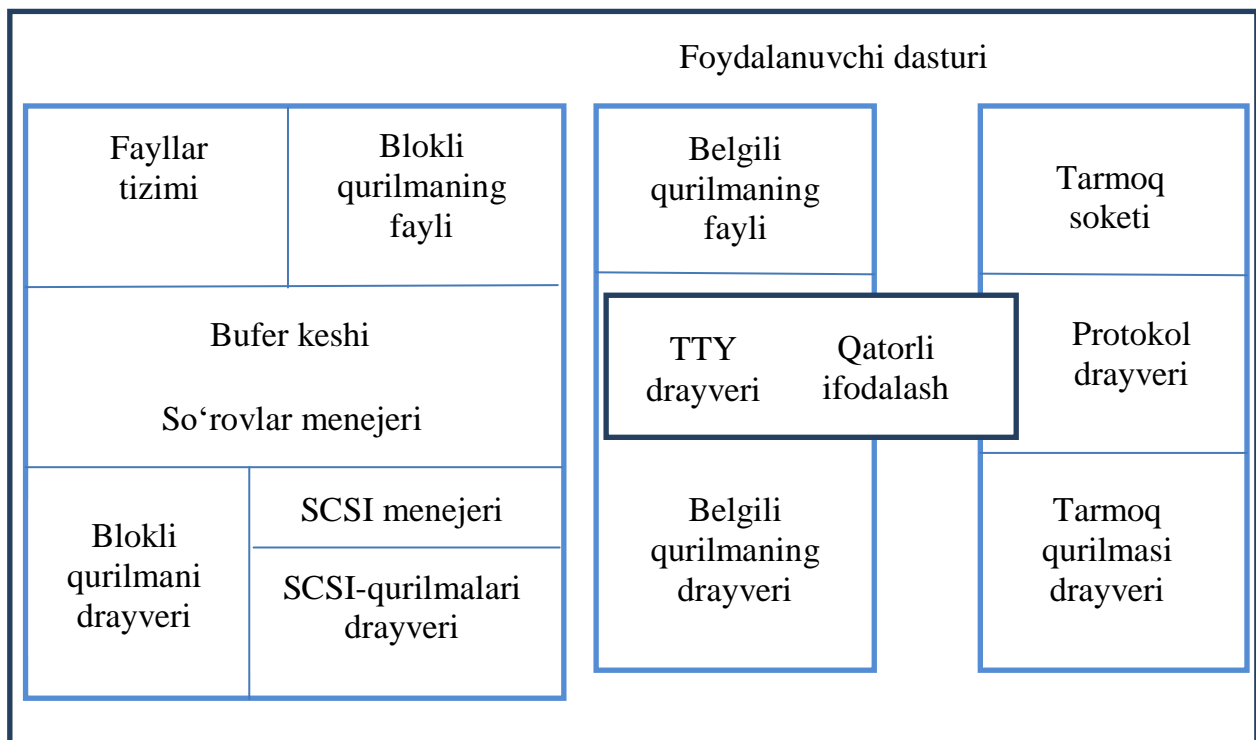 Foydalanuvchi dasturi
Fayllar
tizimi
Blokli
qurilmaning
fayli
Bufer keshi
So‘rovlar menejeri
Blokli
qurilmani
drayveri
SCSI menejeri
SCSI-qurilmalari
drayveri
Belgili
qurilmaning
fayli
TTY
drayveri
Qatorli
ifodalash
Belgili
qurilmaning
drayveri
Tarmoq
soketi
Protokol
drayveri
Tarmoq
qurilmasi
drayveri